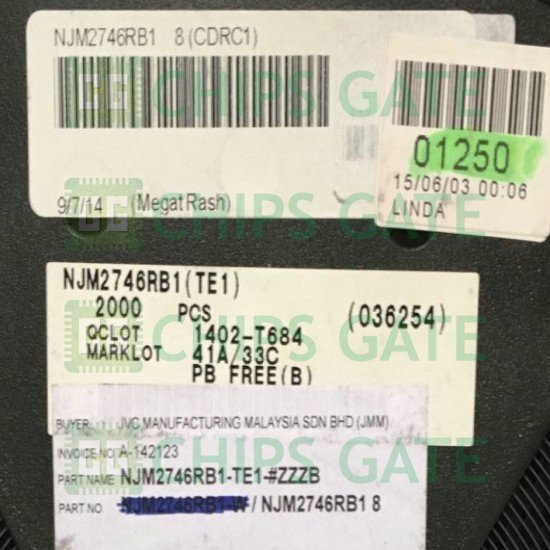 NJM2746RB1 8 (CDRC1)
9/7/14 (Megat Rash)
01250
15/06/03 00:06
LINDA
NJM2746RB1(TE1)
2000 PCS (036254)
QCLOT 1402-T684
MARKLOT 41A/33C
PB FREE(B)
BUYER: JVC MANUFACTURING MALAYSIA SDN BHD (JMM)
INVOICE NO A-142123
PART NAME NJM2746RB1-TE1-#ZZZB
PART NO NJM2746RB1-W / NJM2746RB1 8
CHIPS GATE
CHIPS GATE
CHIPS GATE